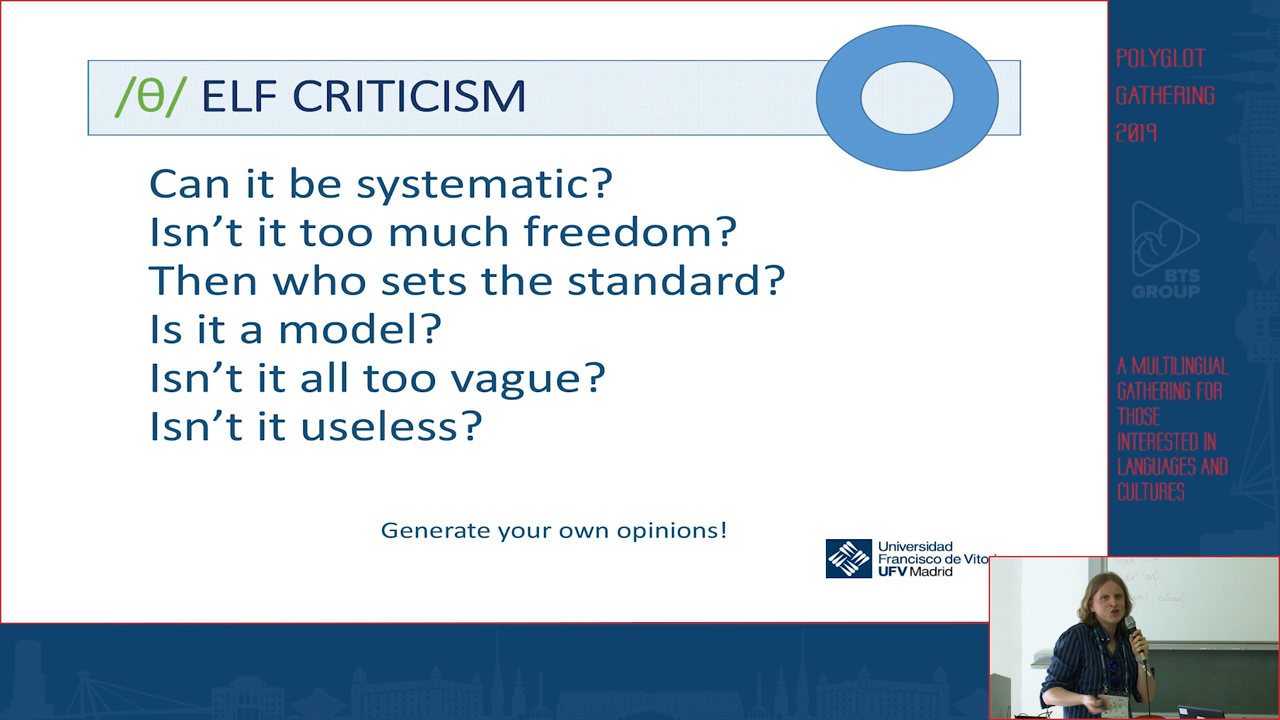 /θ/ ELF CRITICISM
Can it be systematic?
Isn't it too much freedom?
Then who sets the standard?
Is it a model?
Isn't it all too vague?
Isn't it useless?
Generate your own opinions!
Universidad
Francisco de
UFV Madrid
POLYGLOT
GATHERING
2019
BTS
GROUP
A MULTILINGUAL
GATHERING FOR
THOSE
INTERESTED IN
LANGUAGES AND
CULTURES